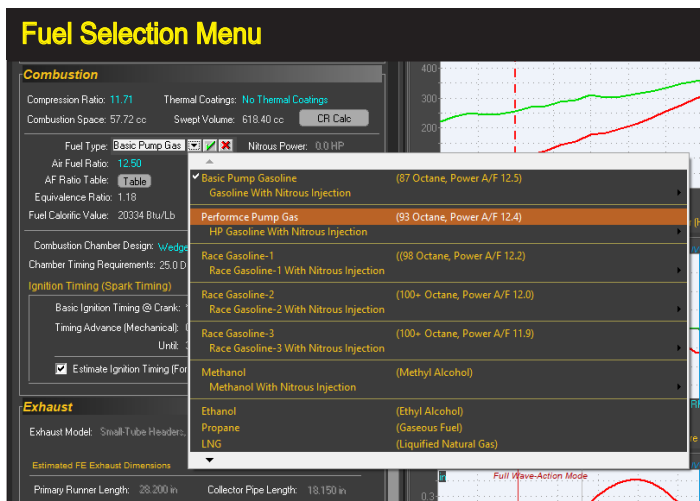 Fuel Selection Menu
Combustion
Compression Ratio: 11.71 Thermal Coatings: No Thermal Coatings
Combustion Space: 57.72 cc Swept Volume: 618.40 cc CR Calc
Fuel Type: Basic Pump Gas Nitrous Power: 0.0 HP
Air Fuel Ratio: 12.50
AF Ratio Table: Table
Equivalence Ratio: 1.18
Fuel Calorific Value: 20334 Btu/Lb
Combustion Chamber Design: Wedge
Chamber Timing Requirements: 25.0 D
Ignition Timing (Spark Timing)
Basic Ignition Timing @ Crank:
Timing Advance (Mechanical):
Until:
Estimate Ignition Timing (For
Exhaust
Exhaust Model: Small-Tube Headers,
Estimated FE Exhaust Dimensions
Primary Runner Length: 28.200 in Collector Pipe Length: 18.150 in
Basic Pump Gasoline (87 Octane, Power A/F 12.5)
Gasoline With Nitrous Injection
Performce Pump Gas (93 Octane, Power A/F 12.4)
HP Gasoline With Nitrous Injection
Race Gasoline-1 ((98 Octane, Power A/F 12.2)
Race Gasoline-1 With Nitrous Injection
Race Gasoline-2 (100+ Octane, Power A/F 12.0)
Race Gasoline-2 With Nitrous Injection
Race Gasoline-3 (100+ Octane, Power A/F 11.9)
Race Gasoline-3 With Nitrous Injection
Methanol (Methyl Alcohol)
Methanol With Nitrous Injection
Ethanol (Ethyl Alcohol)
Propane (Gaseous Fuel)
LNG (Liquified Natural Gas)
400
300
200
in
Full Wave-Action Mode
0.3